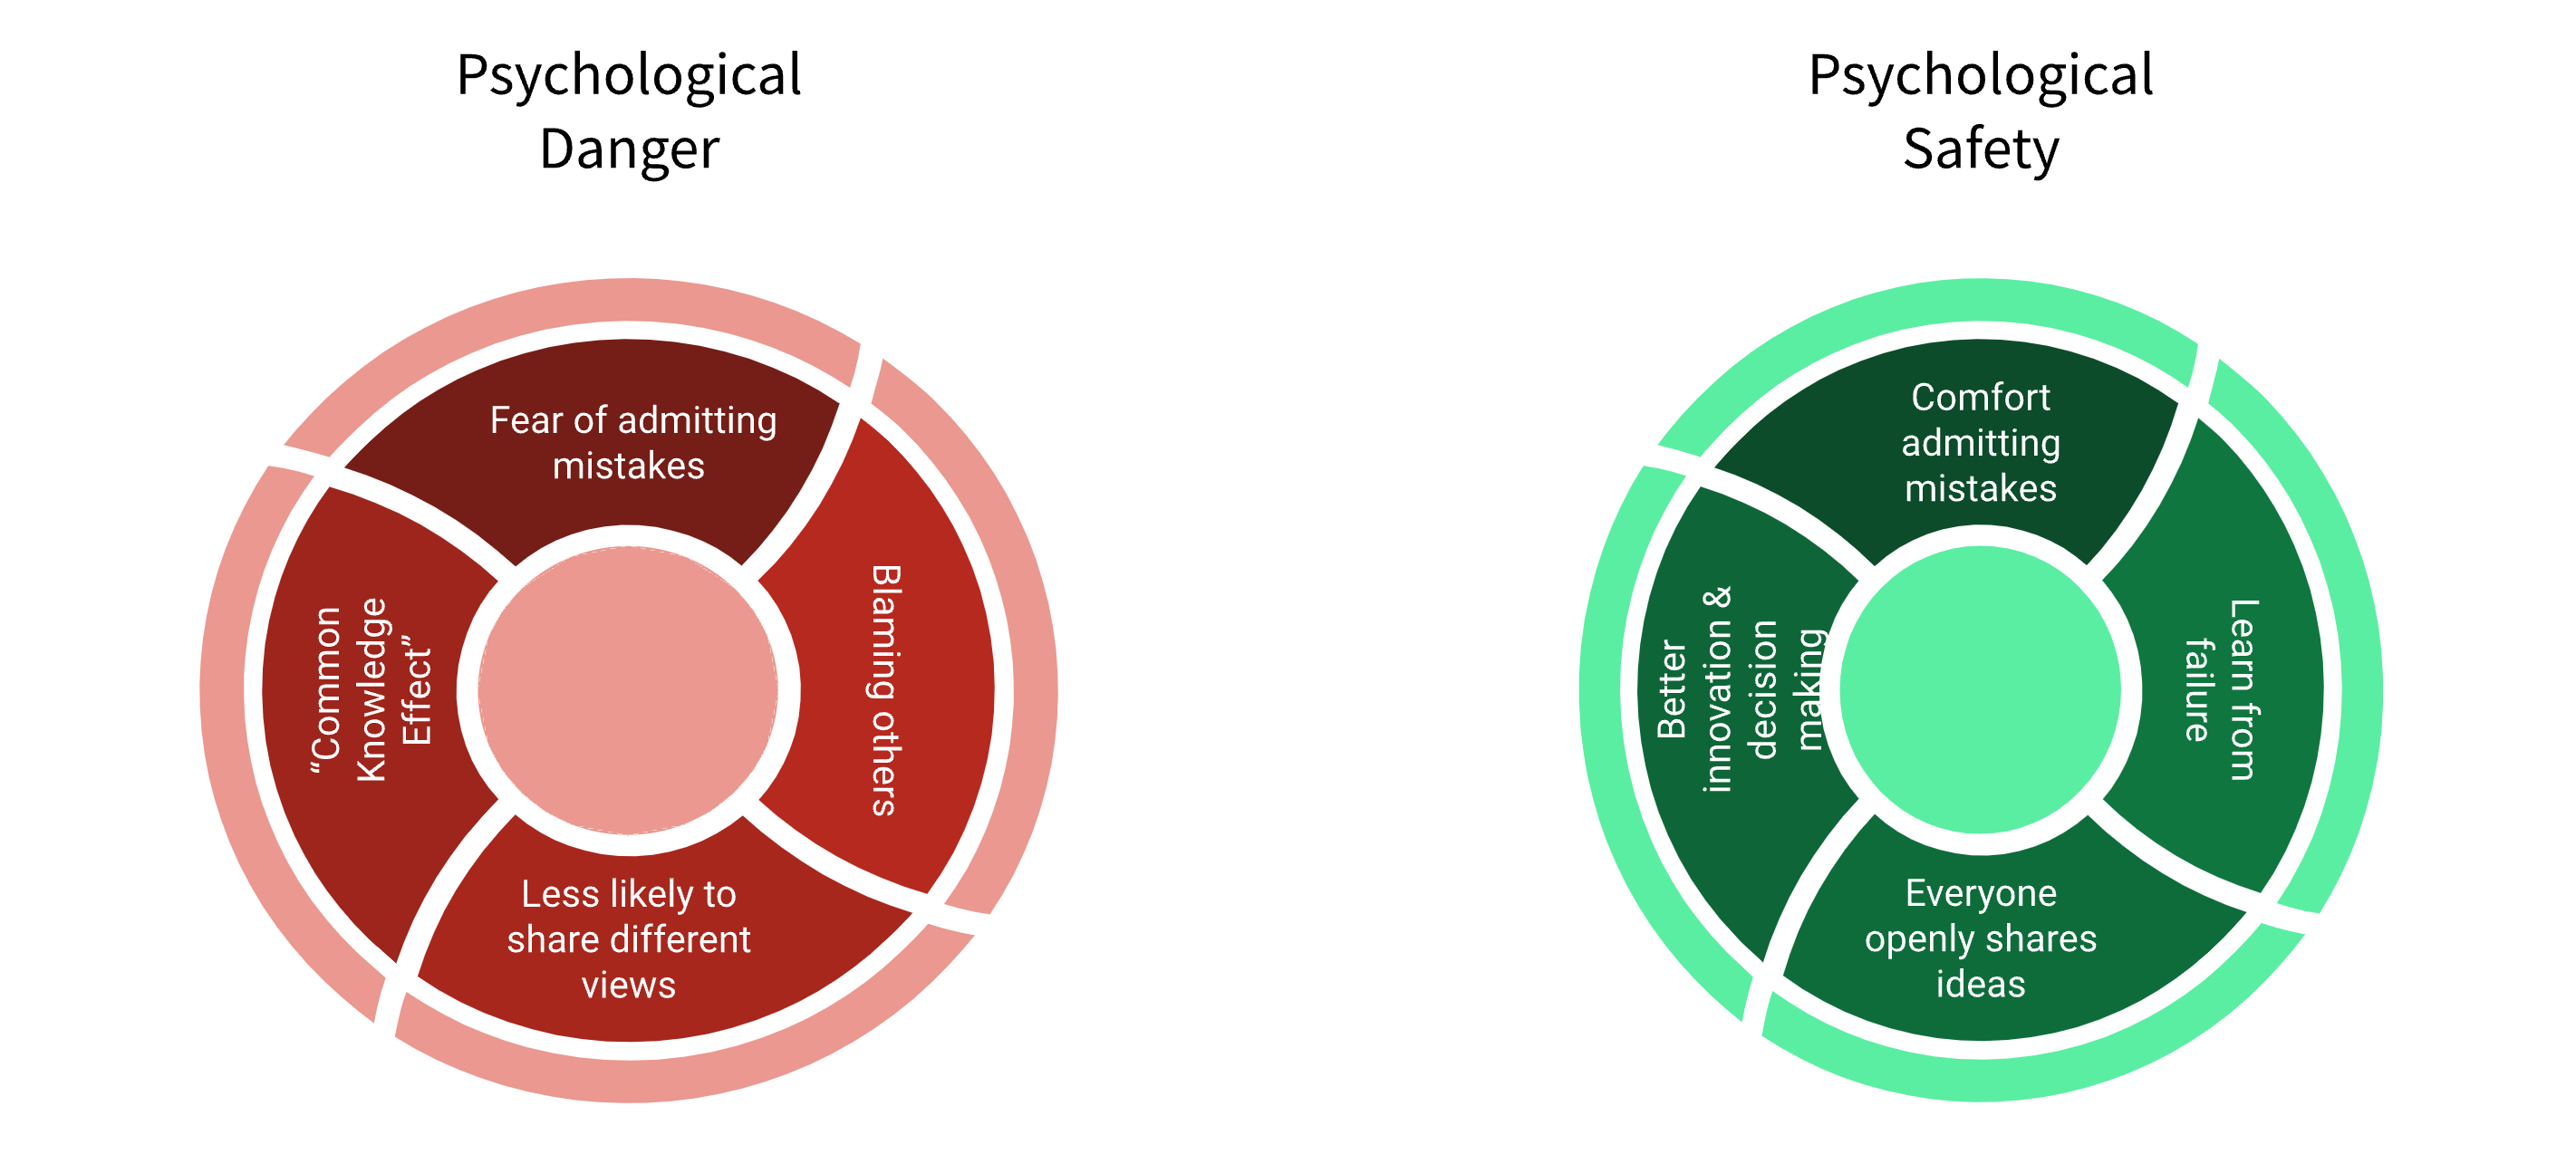 Psychological
Danger
Fear of admitting
mistakes
Blaming others
Less likely to
share different
views
“Common
Knowledge
Effect”
Psychological
Safety
Comfort
admitting
mistakes
Learn from
failure
Everyone
openly shares
ideas
Better
innovation &
decision
making